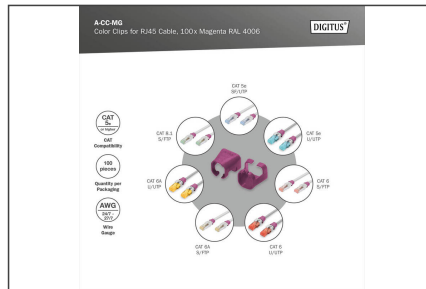 A-CC-MG
Color Clips for RJ45 Cable, 100x Magenta RAL 4006
DIGITUS®
CAT 5e
SF/UTP
CAT 8.1
S/FTP
CAT 5e
U/UTP
CAT
5e
or higher
CAT
Compatibility
100
pieces
Quantity per
Packaging
CAT 6A
U/UTP
CAT 6
S/FTP
AWG
24/7 -
27/7
Wire
Gauge
CAT 6A
S/FTP
CAT 6
U/UTP